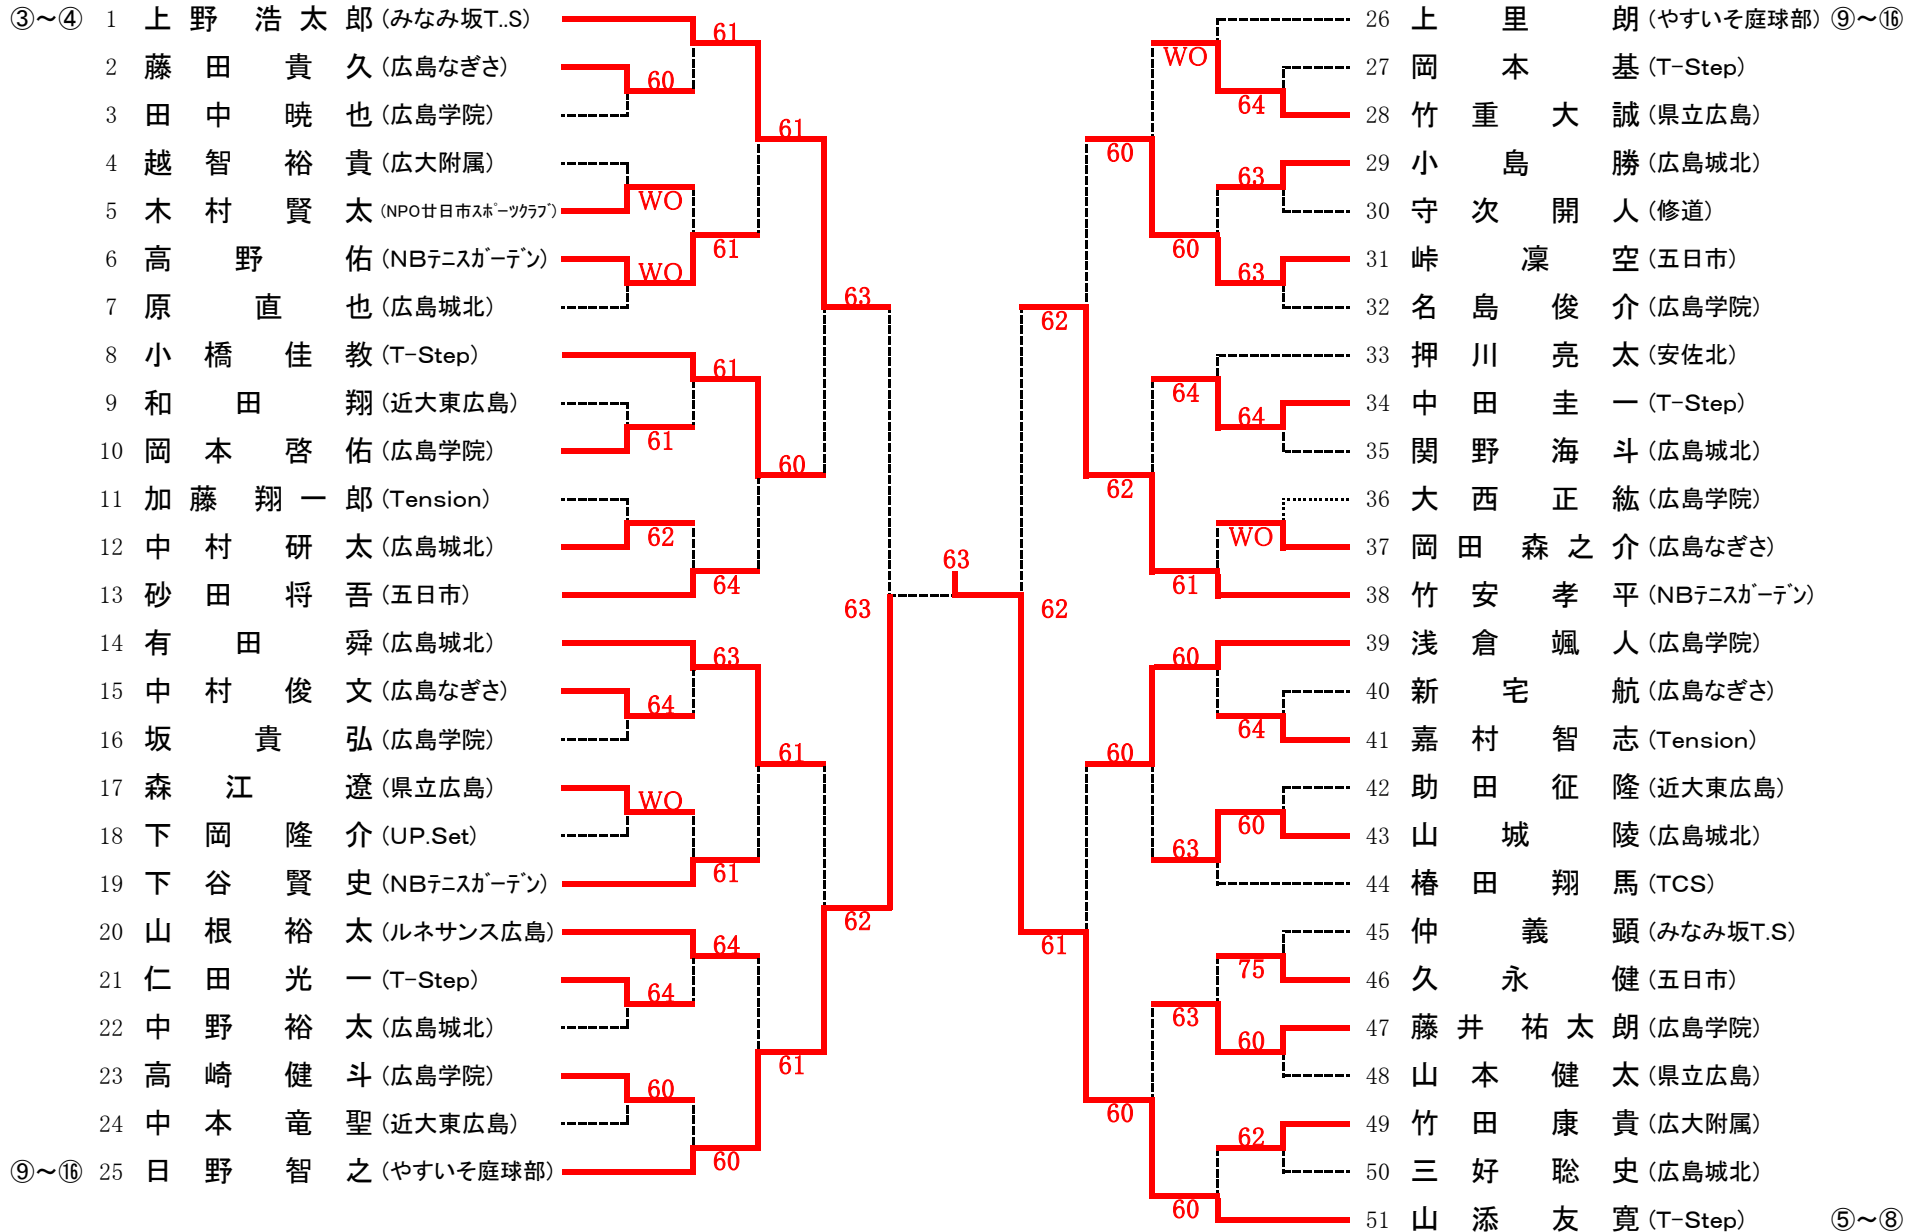 ③～④ 1 上野 浩太郎 (みなみ坂T..S)
2 藤田 貴久 (広島なぎさ)
3 田中 暁也 (広島学院)
4 越智 裕貴 (広大附属)
5 木村 賢太 (NPO廿日市ｽﾎﾟｰﾂｸﾗﾌﾞ)
6 高野 佑 (NBﾃﾆｽｶﾞｰﾃﾞﾝ)
7 原 直也 (広島城北)
8 小橋 佳教 (T-Step)
9 和田 翔 (近大東広島)
10 岡本 啓佑 (広島学院)
11 加藤 翔一郎 (Tension)
12 中村 研太 (広島城北)
13 砂田 将吾 (五日市)
14 有田 舜 (広島城北)
15 中村 俊文 (広島なぎさ)
16 坂 貴弘 (広島学院)
17 森江 遼 (県立広島)
18 下岡 隆介 (UP.Set)
19 下谷 賢史 (NBﾃﾆｽｶﾞｰﾃﾞﾝ)
20 山根 裕太 (ルネサンス広島)
21 仁田 光一 (T-Step)
22 中野 裕太 (広島城北)
23 高崎 健斗 (広島学院)
24 中本 竜聖 (近大東広島)
⑨～⑯ 25 日野 智之 (やすいそ庭球部)
60
WO
WO
61
62
64
WO
64
60
61
61
61
64
63
61
64
60
61
60
61
61
63
62
63
63
62
62
61
60
62
60
60
WO
60
64
61
60
63
63
60
64
63
63
64
WO
64
60
75
60
62
26 上里 朗 (やすいそ庭球部) ⑨～⑯
27 岡本 基 (T-Step)
28 竹重 大誠 (県立広島)
29 小島 勝 (広島城北)
30 守次 開人 (修道)
31 峠 凜空 (五日市)
32 名島 俊介 (広島学院)
33 押川 亮太 (安佐北)
34 中田 圭一 (T-Step)
35 関野 海斗 (広島城北)
36 大西 正紘 (広島学院)
37 岡田 森之介 (広島なぎさ)
38 竹安 孝平 (NBﾃﾆｽｶﾞｰﾃﾞﾝ)
39 浅倉 颯人 (広島学院)
40 新宅 航 (広島なぎさ)
41 嘉村 智志 (Tension)
42 助田 征隆 (近大東広島)
43 山城 陵 (広島城北)
44 椿田 翔馬 (TCS)
45 仲 義顕 (みなみ坂T.S)
46 久永 健 (五日市)
47 藤井 祐太朗 (広島学院)
48 山本 健太 (県立広島)
49 竹田 康貴 (広大附属)
50 三好 聡史 (広島城北)
51 山添 友寛 (T-Step) ⑤～⑧